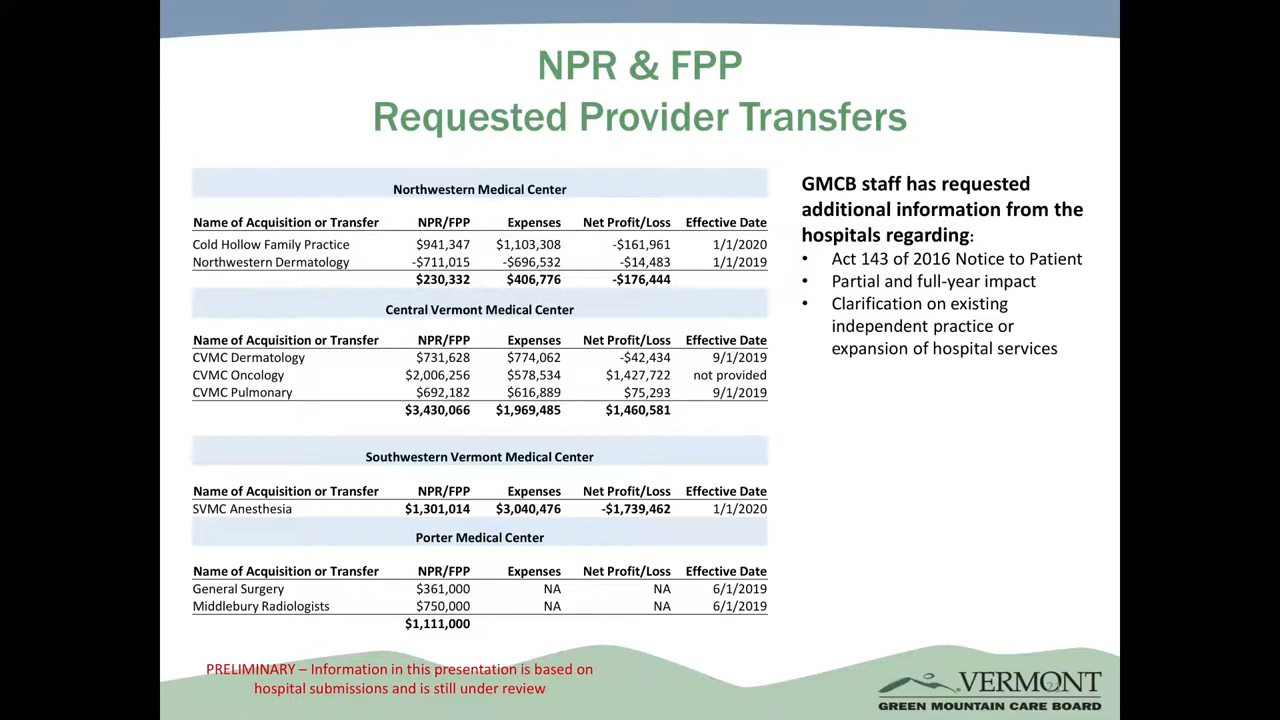 NPR & FPP
Requested Provider Transfers
Northwestern Medical Center
Name of Acquisition or Transfer NPR/FPP Expenses Net Profit/Loss Effective Date
Cold Hollow Family Practice $941,347 $1,103,308 -$161,961 1/1/2020
Northwestern Dermatology -$711,015 -$696,532 -$14,483 1/1/2019
$230,332 $406,776 -$176,444
Central Vermont Medical Center
Name of Acquisition or Transfer NPR/FPP Expenses Net Profit/Loss Effective Date
CVMC Dermatology $731,628 $774,062 -$42,434 9/1/2019
CVMC Oncology $2,006,256 $578,534 $1,427,722 not provided
CVMC Pulmonary $692,182 $616,889 $75,293 9/1/2019
$3,430,066 $1,969,485 $1,460,581
Southwestern Vermont Medical Center
Name of Acquisition or Transfer NPR/FPP Expenses Net Profit/Loss Effective Date
SVMC Anesthesia $1,301,014 $3,040,476 -$1,739,462 1/1/2020
Porter Medical Center
Name of Acquisition or Transfer NPR/FPP Expenses Net Profit/Loss Effective Date
General Surgery $361,000 NA NA 6/1/2019
Middlebury Radiologists $750,000 NA NA 6/1/2019
$1,111,000
GMCB staff has requested
additional information from the
hospitals regarding:
• Act 143 of 2016 Notice to Patient
• Partial and full-year impact
• Clarification on existing
independent practice or
expansion of hospital services
PRELIMINARY – Information in this presentation is based on
hospital submissions and is still under review
VERMONT
GREEN MOUNTAIN CARE BOARD